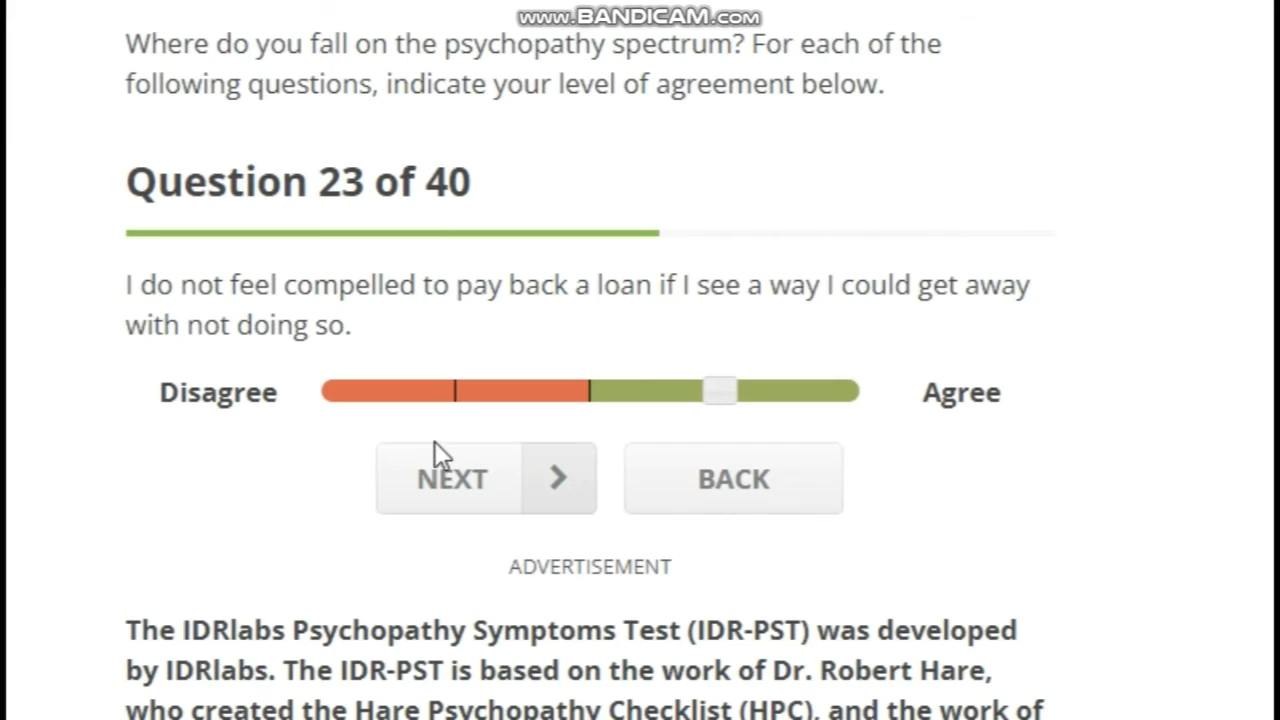 www.BANDICAM.com
Where do you fall on the psychopathy spectrum? For each of the
following questions, indicate your level of agreement below.
Question 23 of 40
I do not feel compelled to pay back a loan if I see a way I could get away
with not doing so.
Disagree Agree
NEXT BACK
ADVERTISEMENT
The IDRlabs Psychopathy Symptoms Test (IDR-PST) was developed
by IDRlabs. The IDR-PST is based on the work of Dr. Robert Hare,
who created the Hare Psychopathy Checklist (HPC), and the work of